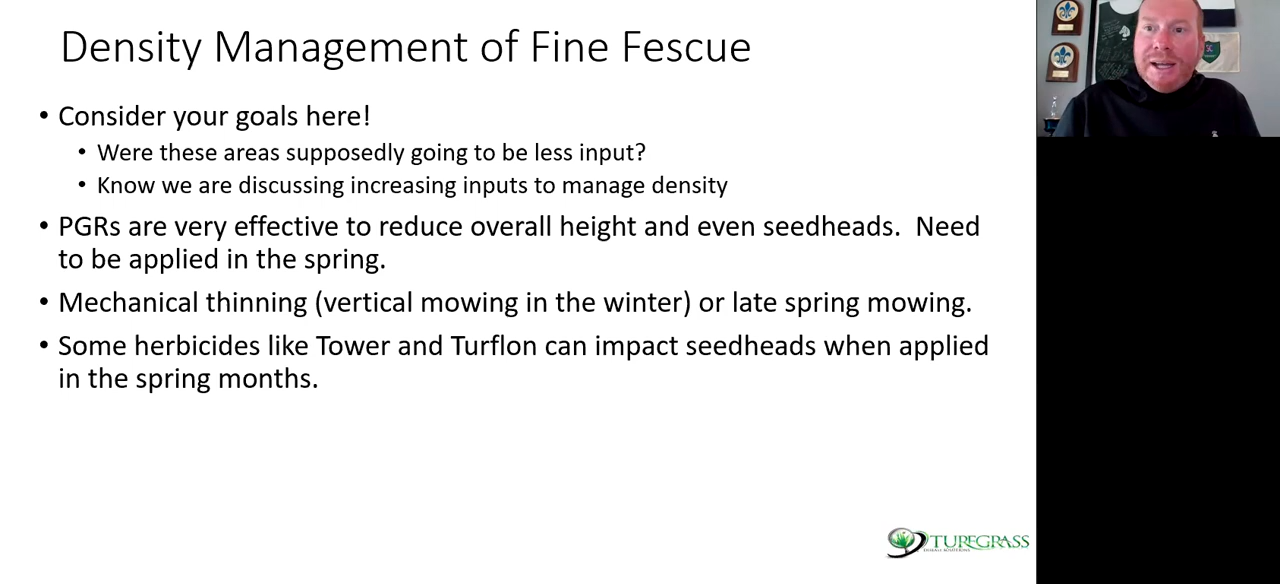 Density Management of Fine Fescue
• Consider your goals here!
• Were these areas supposedly going to be less input?
• Know we are discussing increasing inputs to manage density
• PGRs are very effective to reduce overall height and even seedheads. Need
to be applied in the spring.
• Mechanical thinning (vertical mowing in the winter) or late spring mowing.
• Some herbicides like Tower and Turflon can impact seedheads when applied
in the spring months.
TURFGRASS